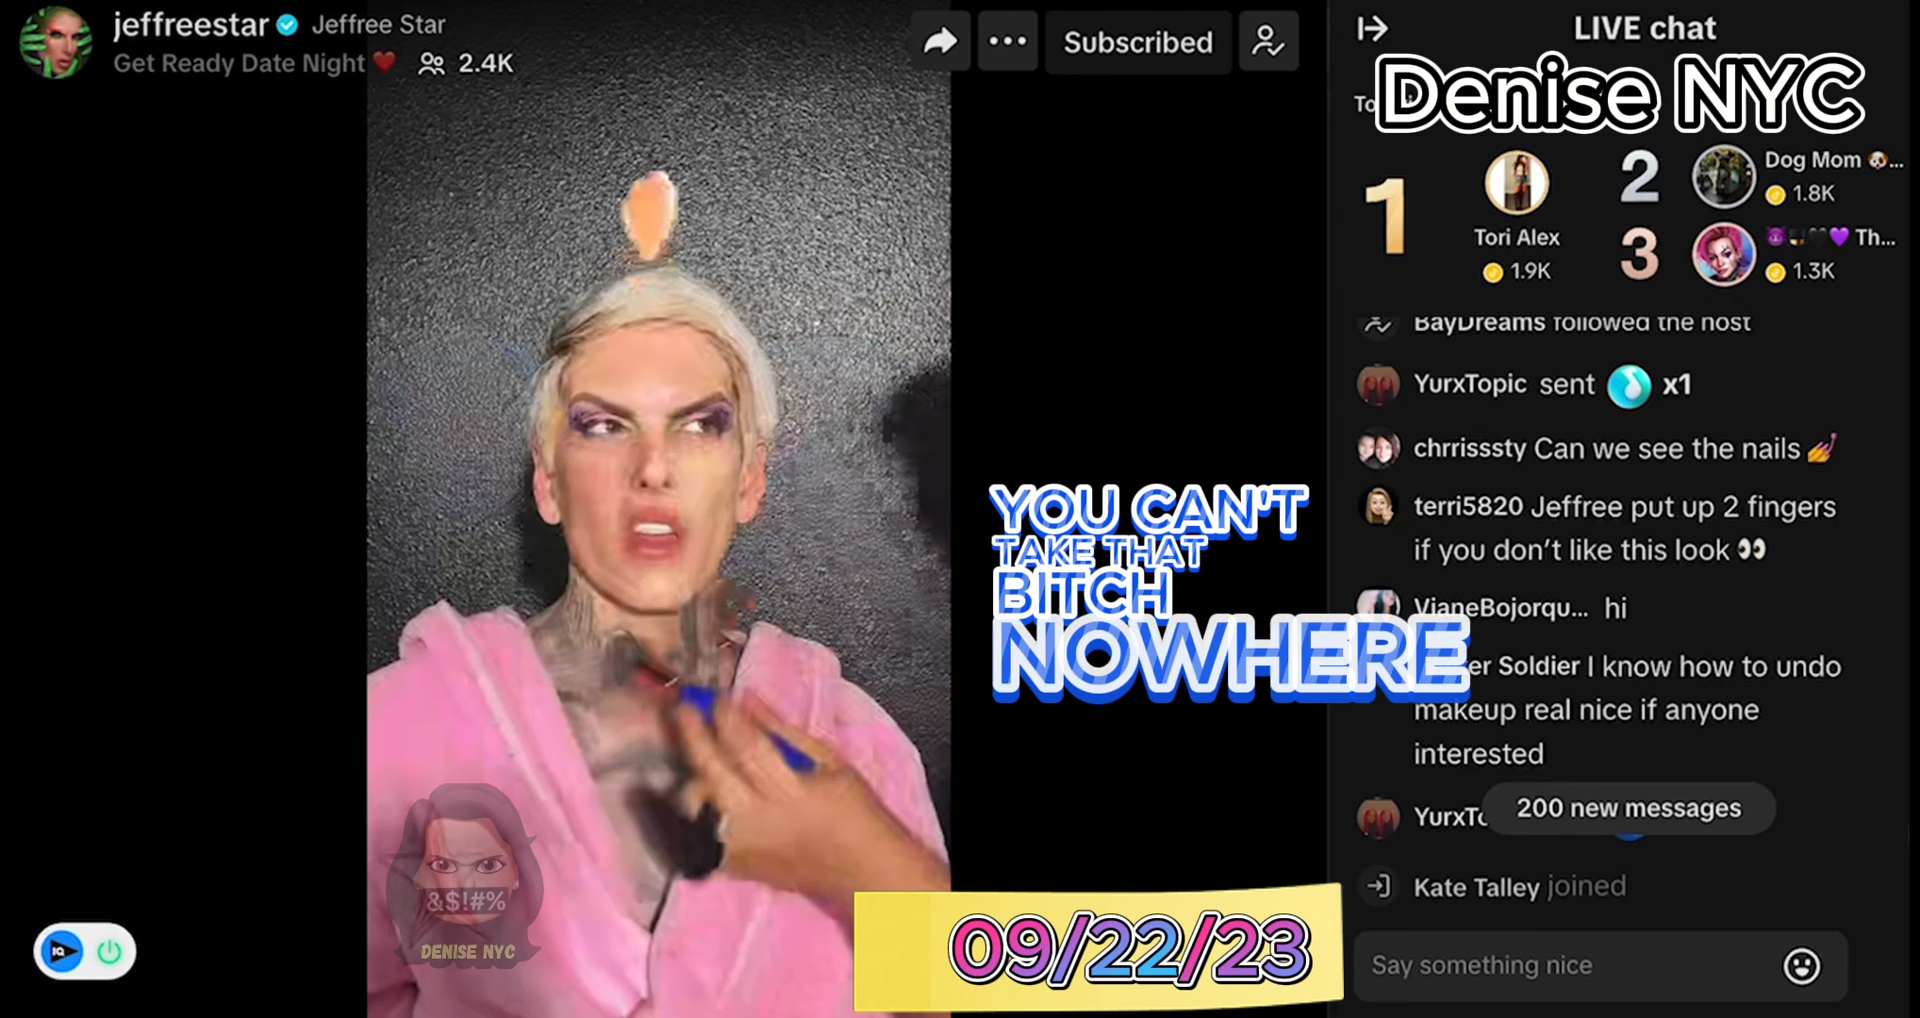 jeffreestar Jeffree Star
Get Ready Date Night ❤️ 2.4K
Subscribed
LIVE chat
Denise NYC
1
Tori Alex
1.9K
2
Dog Mom 🐶...
1.8K
3
😈 🖤💜 Th...
1.3K
BayDreams followed the host
YurxTopic sent x1
chrrisssty Can we see the nails 💅
terri5820 Jeffree put up 2 fingers
if you don't like this look 👀
VianeBojorqu... hi
er Soldier I know how to undo
makeup real nice if anyone
interested
200 new messages
Kate Talley joined
Say something nice
YOU CAN'T
TAKE THAT
BITCH
NOWHERE
&$!#%
DENISE NYC
IQ
09/22/23